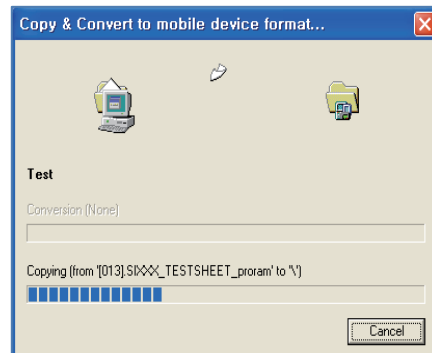 Copy & Convert to mobile device format...
Test
Conversion (None)
Copying (from '[013].SIXXX_TESTSHEET_proram' to '\')
Cancel